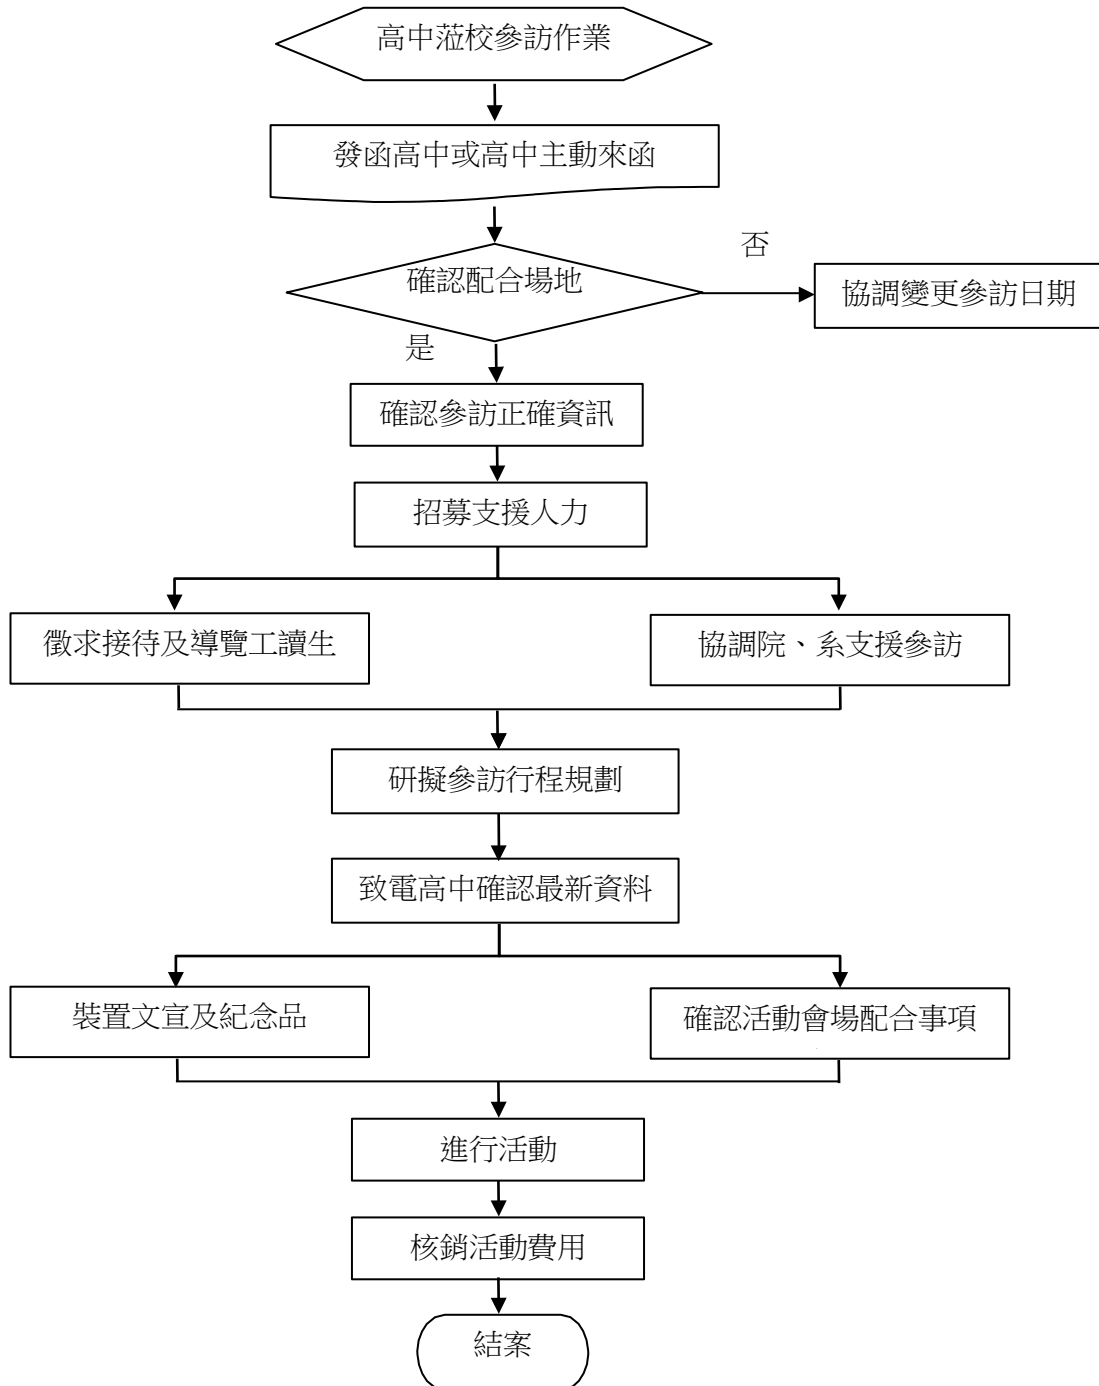 高中蒞校參訪作業
發函高中或高中主動來函
否
確認配合場地
協調變更參訪日期
是
確認參訪正確資訊
招募支援人力
徵求接待及導覽工讀生
協調院、系支援參訪
研擬參訪行程規劃
致電高中確認最新資料
裝置文宣及紀念品
確認活動會場配合事項
進行活動
核銷活動費用
結案